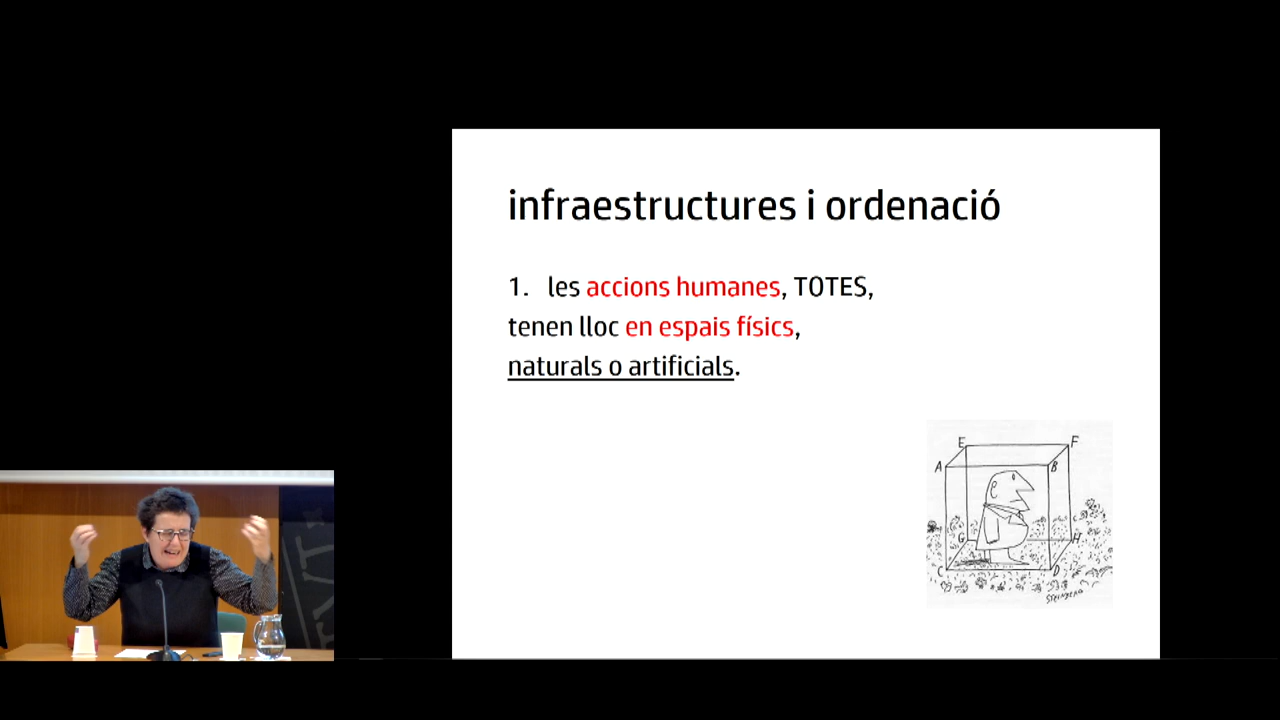 infraestructures i ordenació
1. les accions humanes, TOTES,
tenen lloc en espais físics,
naturals o artificials.
E F
A B
G H
C D
STEINBERG